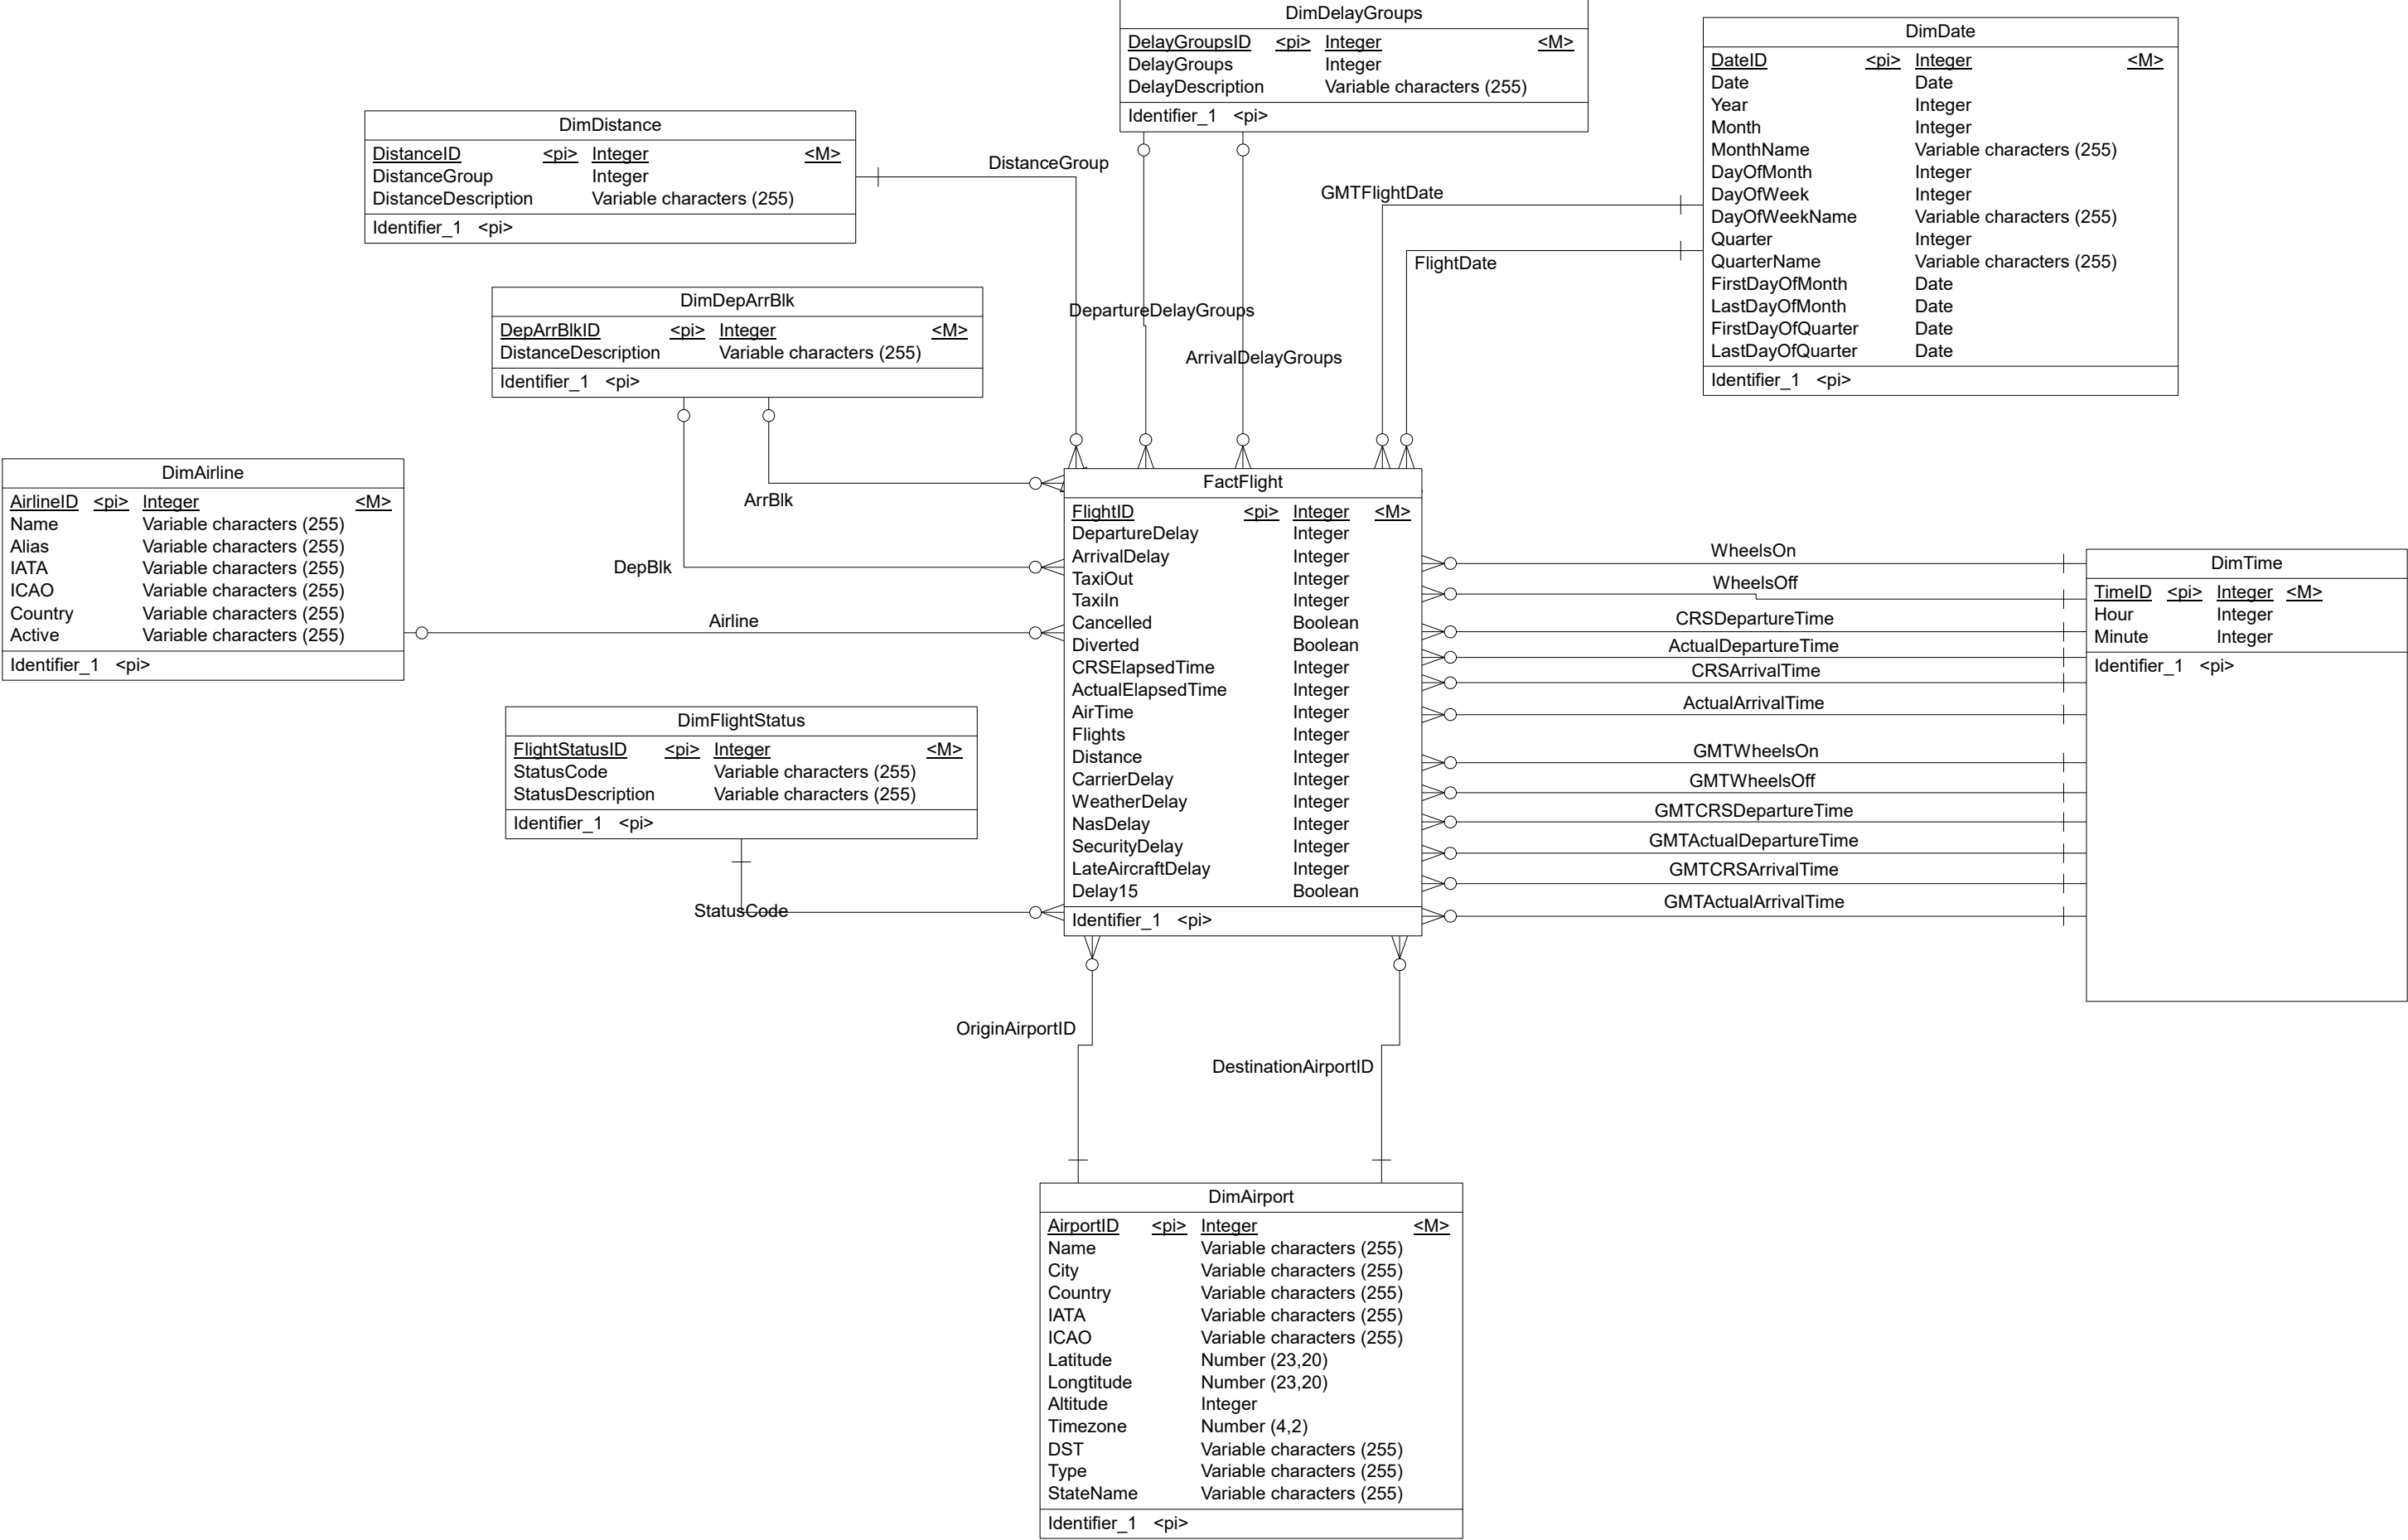 DimDelayGroups
DelayGroupsID <pi> Integer <M>
DelayGroups Integer
DelayDescription Variable characters (255)
Identifier_1 <pi>
DimDate
DateID <pi> Integer <M>
Date Date
Year Integer
Month Integer
MonthName Variable characters (255)
DayOfMonth Integer
DayOfWeek Integer
DayOfWeekName Variable characters (255)
Quarter Integer
QuarterName Variable characters (255)
FirstDayOfMonth Date
LastDayOfMonth Date
FirstDayOfQuarter Date
LastDayOfQuarter Date
Identifier_1 <pi>
DimDistance
DistanceID <pi> Integer <M>
DistanceGroup Integer
DistanceDescription Variable characters (255)
Identifier_1 <pi>
DistanceGroup
GMTFlightDate
FlightDate
DepartureDelayGroups
ArrivalDelayGroups
DimDepArrBlk
DepArrBlkID <pi> Integer <M>
DistanceDescription Variable characters (255)
Identifier_1 <pi>
ArrBlk
DepBlk
DimAirline
AirlineID <pi> Integer <M>
Name Variable characters (255)
Alias Variable characters (255)
IATA Variable characters (255)
ICAO Variable characters (255)
Country Variable characters (255)
Active Variable characters (255)
Identifier_1 <pi>
Airline
FactFlight
FlightID <pi> Integer <M>
DepartureDelay Integer
ArrivalDelay Integer
TaxiOut Integer
TaxiIn Integer
Cancelled Boolean
Diverted Boolean
CRSElapsedTime Integer
ActualElapsedTime Integer
AirTime Integer
Flights Integer
Distance Integer
CarrierDelay Integer
WeatherDelay Integer
NasDelay Integer
SecurityDelay Integer
LateAircraftDelay Integer
Delay15 Boolean
Identifier_1 <pi>
WheelsOn
WheelsOff
CRSDepartureTime
ActualDepartureTime
CRSArrivalTime
ActualArrivalTime
GMTWheelsOn
GMTWheelsOff
GMTCRSDepartureTime
GMTActualDepartureTime
GMTCRSArrivalTime
GMTActualArrivalTime
DimTime
TimeID <pi> Integer <M>
Hour Integer
Minute Integer
Identifier_1 <pi>
DimFlightStatus
FlightStatusID <pi> Integer <M>
StatusCode Variable characters (255)
StatusDescription Variable characters (255)
Identifier_1 <pi>
StatusCode
OriginAirportID
DestinationAirportID
DimAirport
AirportID <pi> Integer <M>
Name Variable characters (255)
City Variable characters (255)
Country Variable characters (255)
IATA Variable characters (255)
ICAO Variable characters (255)
Latitude Number (23,20)
Longtitude Number (23,20)
Altitude Integer
Timezone Number (4,2)
DST Variable characters (255)
Type Variable characters (255)
StateName Variable characters (255)
Identifier_1 <pi>